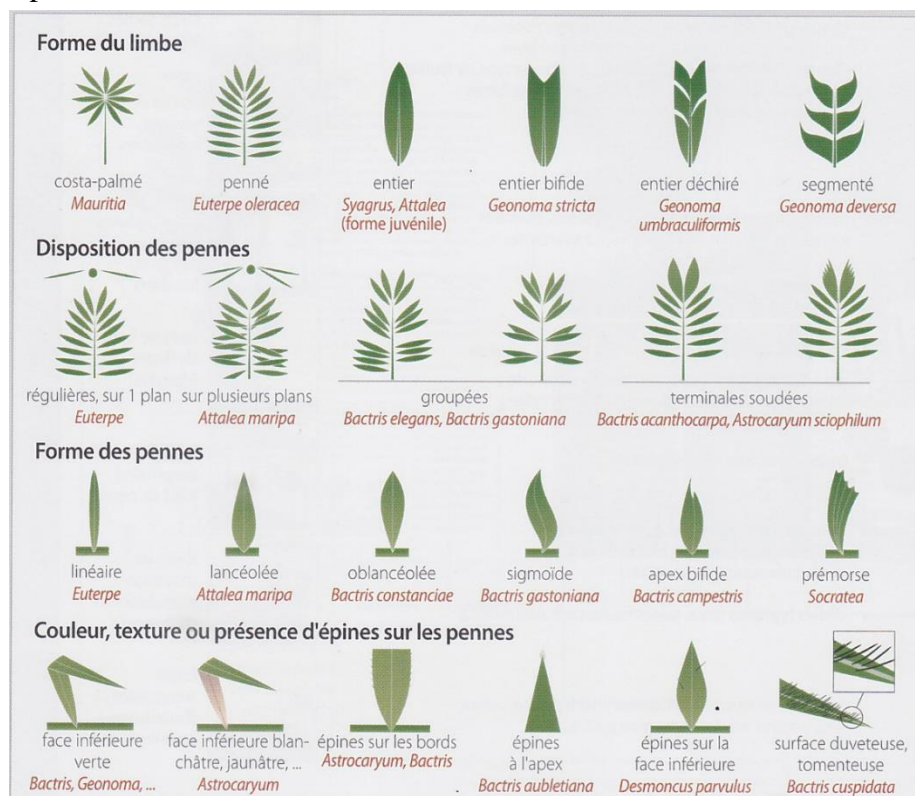 Forme du limbe
costa-palmé penné entier entier bifide entier déchiré segmenté
Mauritia Euterpe oleracea Syagrus, Attalea Geonoma stricta Geonoma Geonoma deversa
(forme juvénile) umbraculiformis
Disposition des pennes
régulières, sur 1 plan sur plusieurs plans groupées terminales soudées
Euterpe Attalea maripa Bactris elegans, Bactris gastoniana Bactris acanthocarpa, Astrocaryum sciophilum
Forme des pennes
linéaire lancéolée oblancéolée sigmoïde apex bifide prémorse
Euterpe Attalea maripa Bactris constanciae Bactris gastoniana Bactris campestris Socratea
Couleur, texture ou présence d'épines sur les pennes
face inférieure face inférieure blan- épines sur les bords épines épines sur la surface duveteuse,
verte châtre, jaunâtre, ... Astrocaryum, Bactris à l'apex face inférieure tomenteuse
Bactris, Geonoma, ... Astrocaryum Bactris aubletiana Desmoncus parvulus Bactris cuspidata